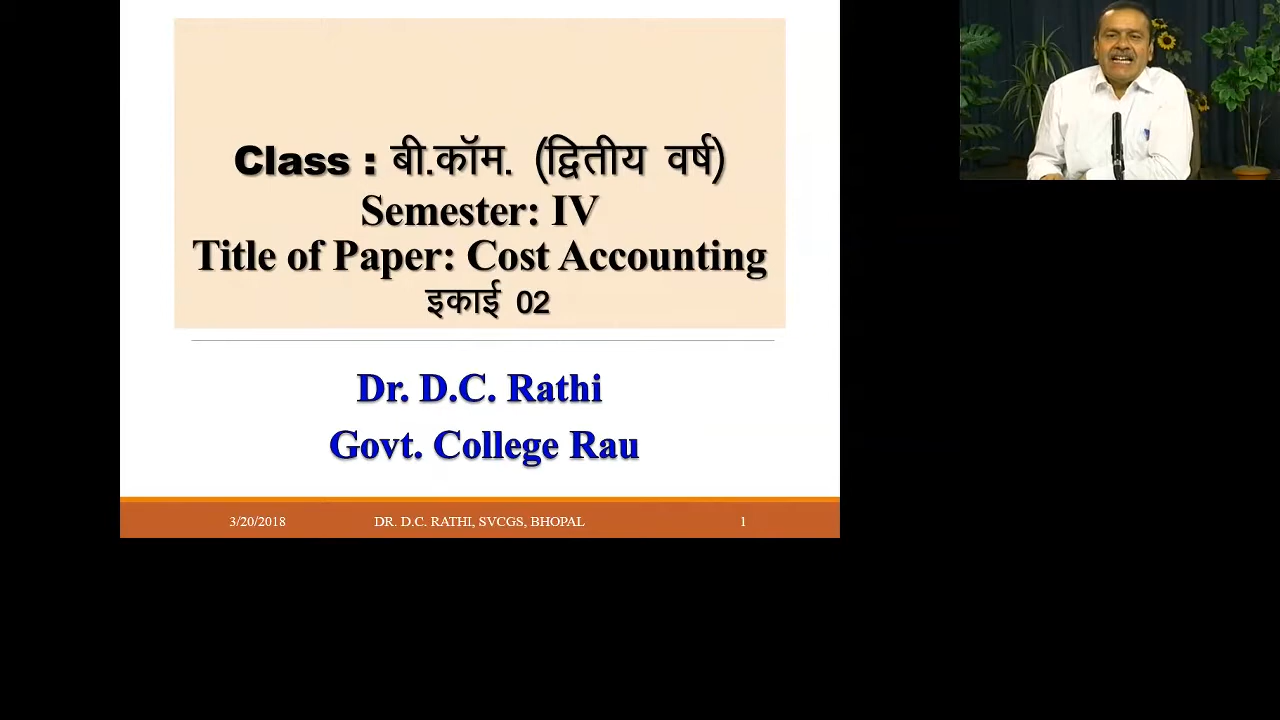 Class : बी.कॉम. (द्वितीय वर्ष)
Semester: IV
Title of Paper: Cost Accounting
इकाई 02
Dr. D.C. Rathi
Govt. College Rau
3/20/2018 DR. D.C. RATHI, SVCGS, BHOPAL 1